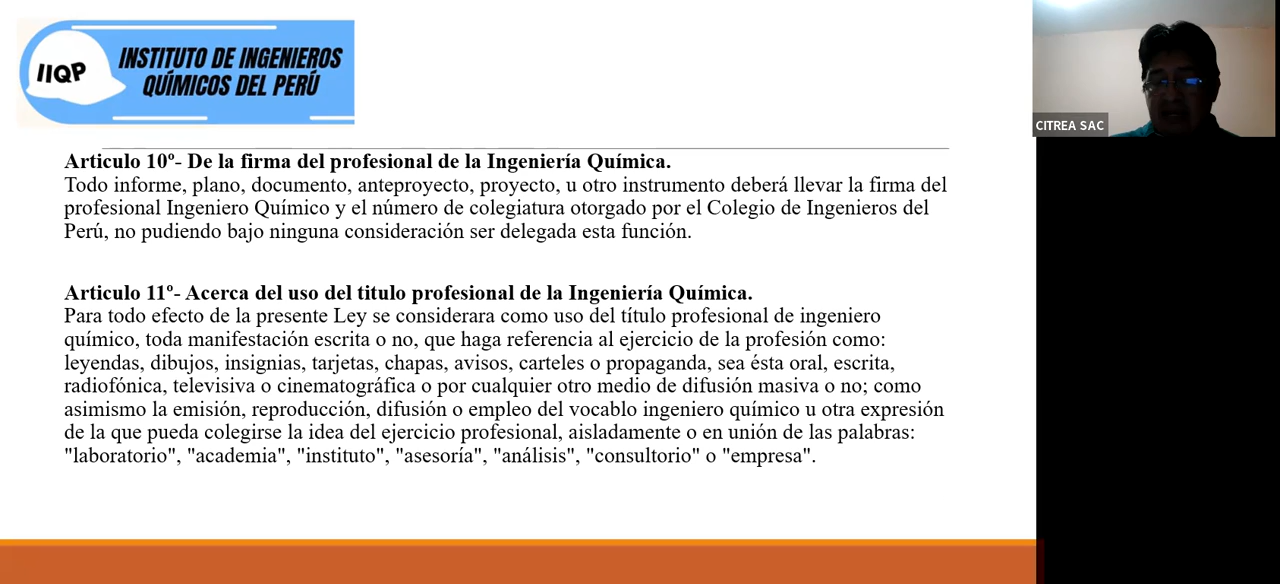 IIQP
INSTITUTO DE INGENIEROS
QUÍMICOS DEL PERÚ
CITREA SAC
Articulo 10º- De la firma del profesional de la Ingeniería Química.
Todo informe, plano, documento, anteproyecto, proyecto, u otro instrumento deberá llevar la firma del
profesional Ingeniero Químico y el número de colegiatura otorgado por el Colegio de Ingenieros del
Perú, no pudiendo bajo ninguna consideración ser delegada esta función.
Articulo 11º- Acerca del uso del titulo profesional de la Ingeniería Química.
Para todo efecto de la presente Ley se considerara como uso del título profesional de ingeniero
químico, toda manifestación escrita o no, que haga referencia al ejercicio de la profesión como:
leyendas, dibujos, insignias, tarjetas, chapas, avisos, carteles o propaganda, sea ésta oral, escrita,
radiofónica, televisiva o cinematográfica o por cualquier otro medio de difusión masiva o no; como
asimismo la emisión, reproducción, difusión o empleo del vocablo ingeniero químico u otra expresión
de la que pueda colegirse la idea del ejercicio profesional, aisladamente o en unión de las palabras:
"laboratorio", "academia", "instituto", "asesoría", "análisis", "consultorio" o "empresa".